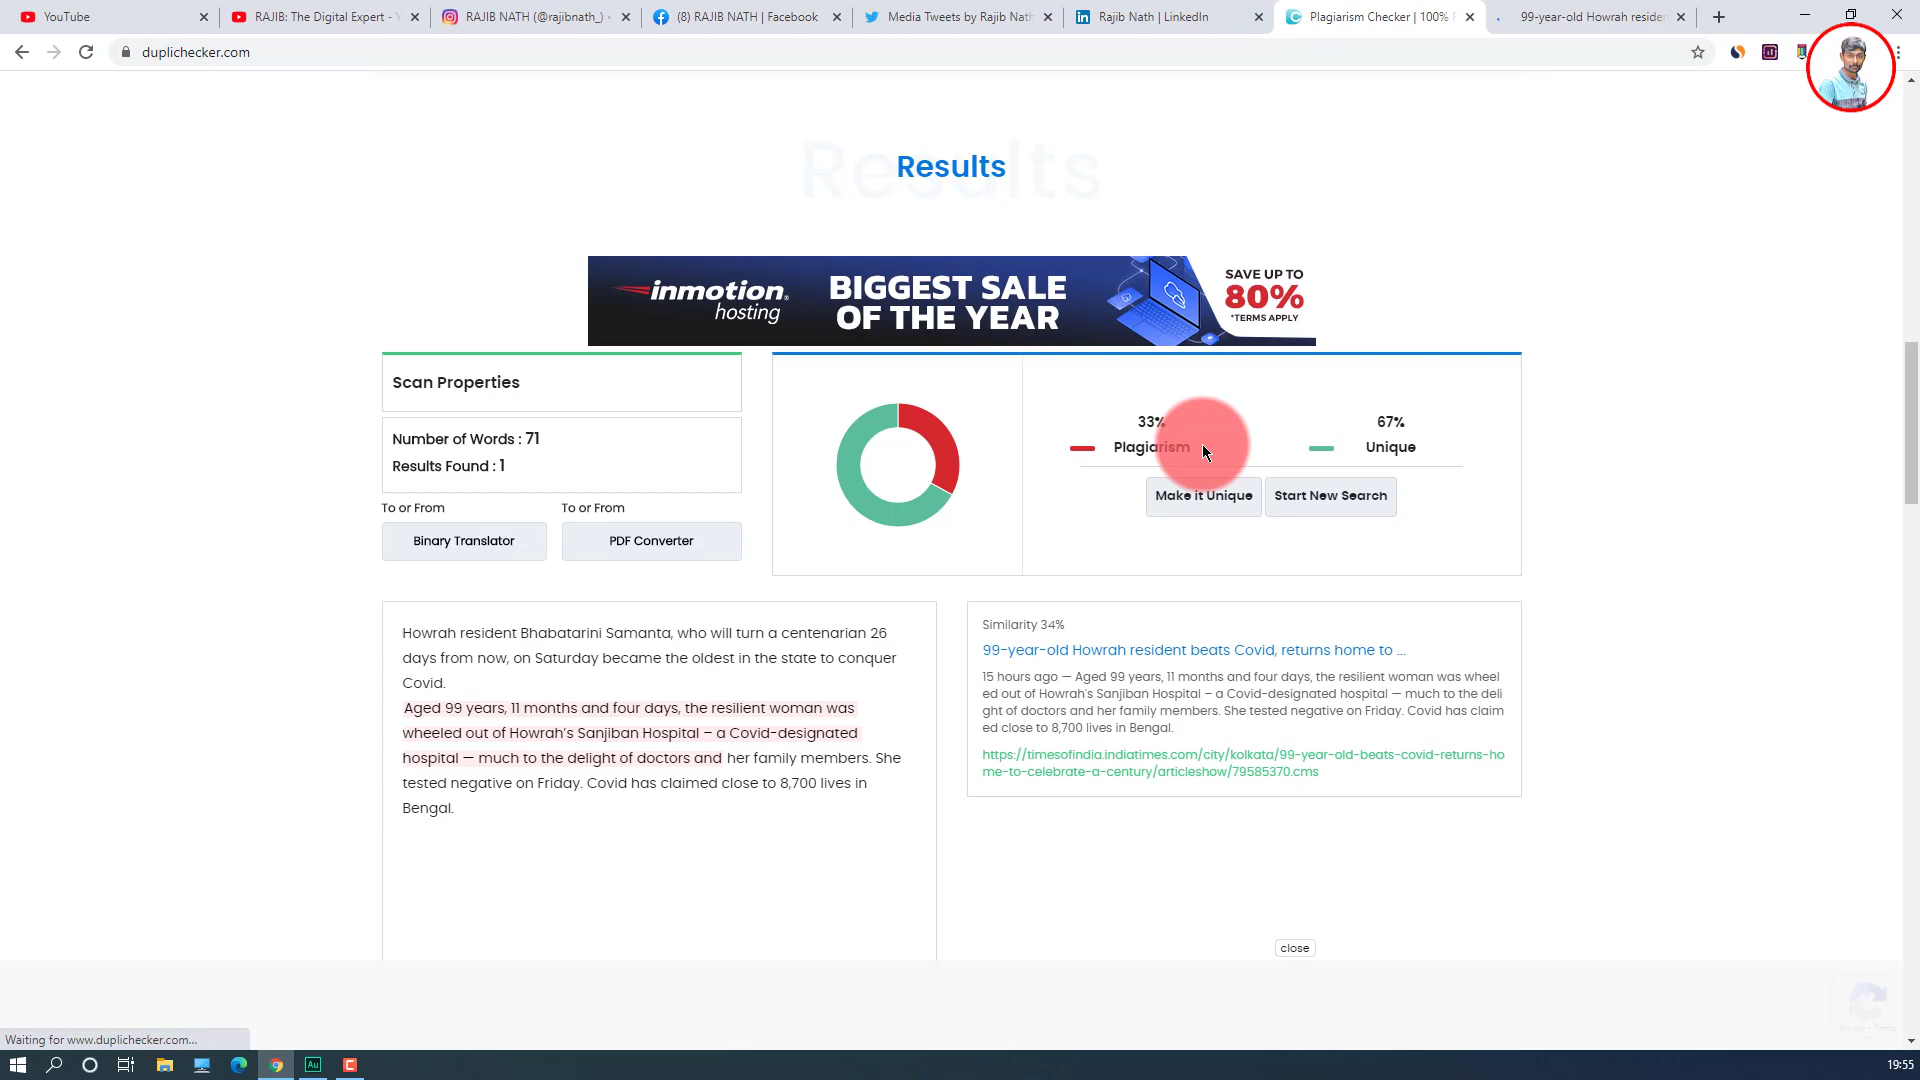 YouTube
RAJIB: The Digital Expert - Y
RAJIB NATH (@rajibnath_) •
(8) RAJIB NATH | Facebook
Media Tweets by Rajib Nath
Rajib Nath | LinkedIn
Plagiarism Checker | 100% F
99-year-old Howrah residen
duplichecker.com
Results
Results
inmotion hosting
BIGGEST SALE
OF THE YEAR
SAVE UP TO
80%
*TERMS APPLY
Scan Properties
Number of Words : 71
Results Found : 1
To or From
To or From
Binary Translator
PDF Converter
33%
Plagiarism
67%
Unique
Make it Unique
Start New Search
Howrah resident Bhabatarini Samanta, who will turn a centenarian 26
days from now, on Saturday became the oldest in the state to conquer
Covid.
Aged 99 years, 11 months and four days, the resilient woman was
wheeled out of Howrah's Sanjiban Hospital – a Covid-designated
hospital — much to the delight of doctors and her family members. She
tested negative on Friday. Covid has claimed close to 8,700 lives in
Bengal.
Similarity 34%
99-year-old Howrah resident beats Covid, returns home to ...
15 hours ago — Aged 99 years, 11 months and four days, the resilient woman was wheel
ed out of Howrah's Sanjiban Hospital – a Covid-designated hospital — much to the deli
ght of doctors and her family members. She tested negative on Friday. Covid has claim
ed close to 8,700 lives in Bengal.
https://timesofindia.indiatimes.com/city/kolkata/99-year-old-beats-covid-returns-ho
me-to-celebrate-a-century/articleshow/79585370.cms
close
Waiting for www.duplichecker.com...
Au
C
19:55